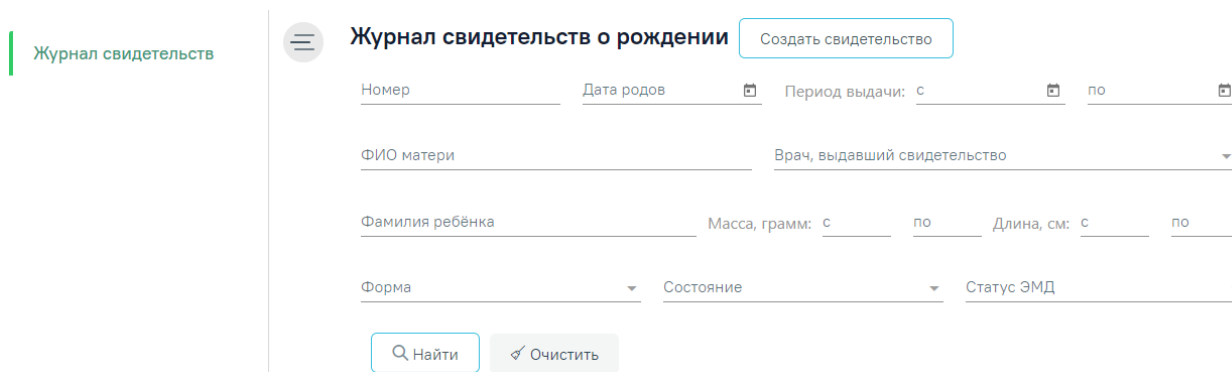 Журнал свидетельств
Журнал свидетельств о рождении Создать свидетельство
Номер Дата родов Период выдачи: с по
ФИО матери Врач, выдавший свидетельство
Фамилия ребёнка Масса, грамм: с по Длина, см: с по
Форма Состояние Статус ЭМД
Найти Очистить